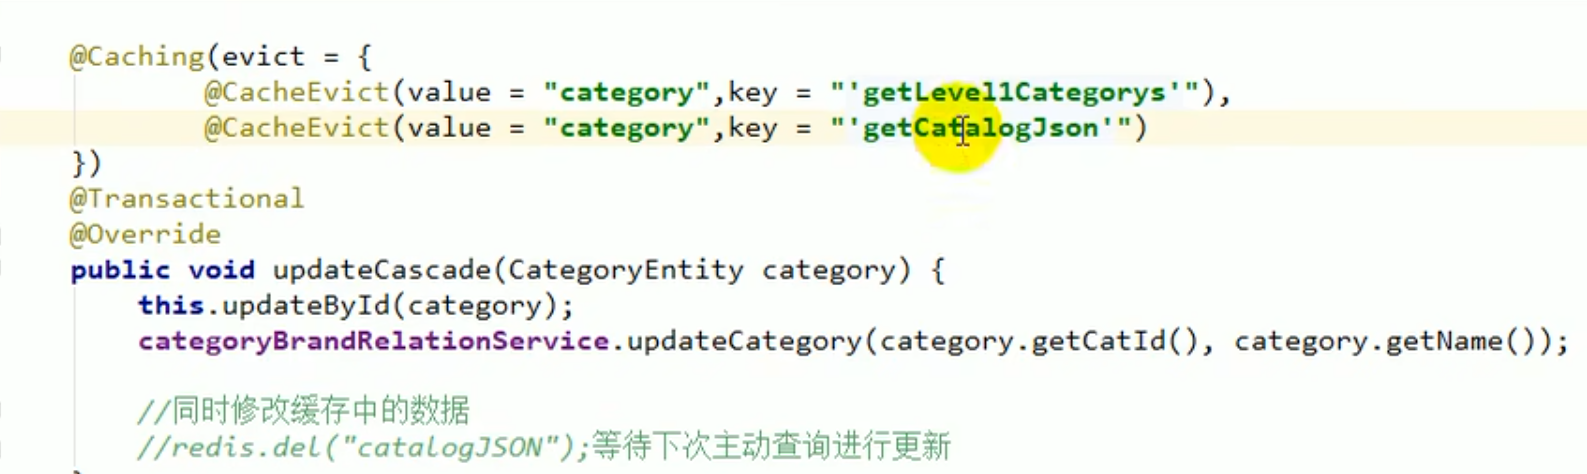 @Caching(evict = {
@CacheEvict(value = "category",key = "'getLevel1Categorys'"),
@CacheEvict(value = "category",key = "'getCatalogJson'")
})
@Transactional
@Override
public void updateCascade(CategoryEntity category) {
this.updateById(category);
categoryBrandRelationService.updateCategory(category.getCatId(), category.getName());
//同时修改缓存中的数据
//redis.del("catalogJSON");等待下次主动查询进行更新